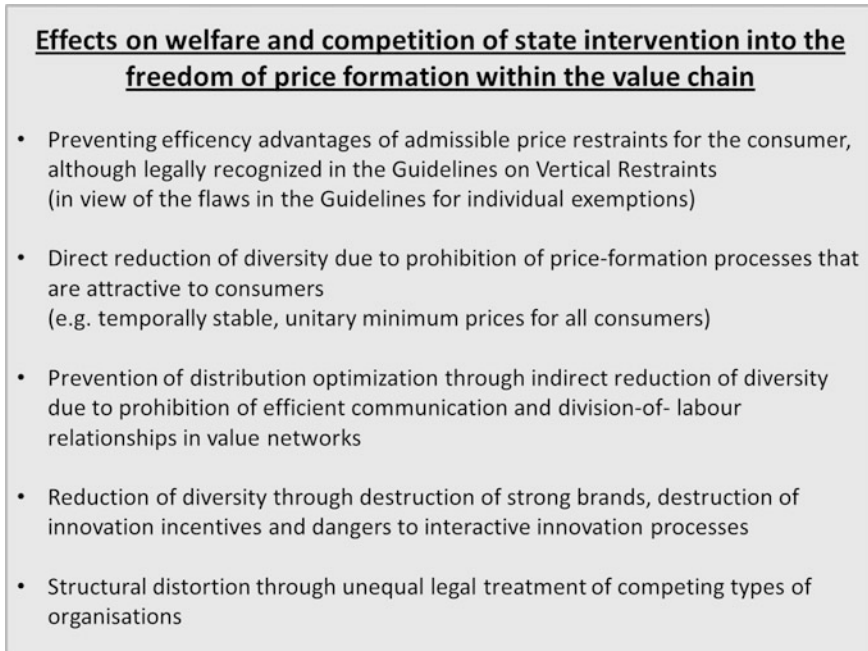 Effects on welfare and competition of state intervention into the
freedom of price formation within the value chain
• Preventing efficency advantages of admissible price restraints for the consumer,
although legally recognized in the Guidelines on Vertical Restraints
(in view of the flaws in the Guidelines for individual exemptions)
• Direct reduction of diversity due to prohibition of price-formation processes that
are attractive to consumers
(e.g. temporally stable, unitary minimum prices for all consumers)
• Prevention of distribution optimization through indirect reduction of diversity
due to prohibition of efficient communication and division-of- labour
relationships in value networks
• Reduction of diversity through destruction of strong brands, destruction of
innovation incentives and dangers to interactive innovation processes
• Structural distortion through unequal legal treatment of competing types of
organisations